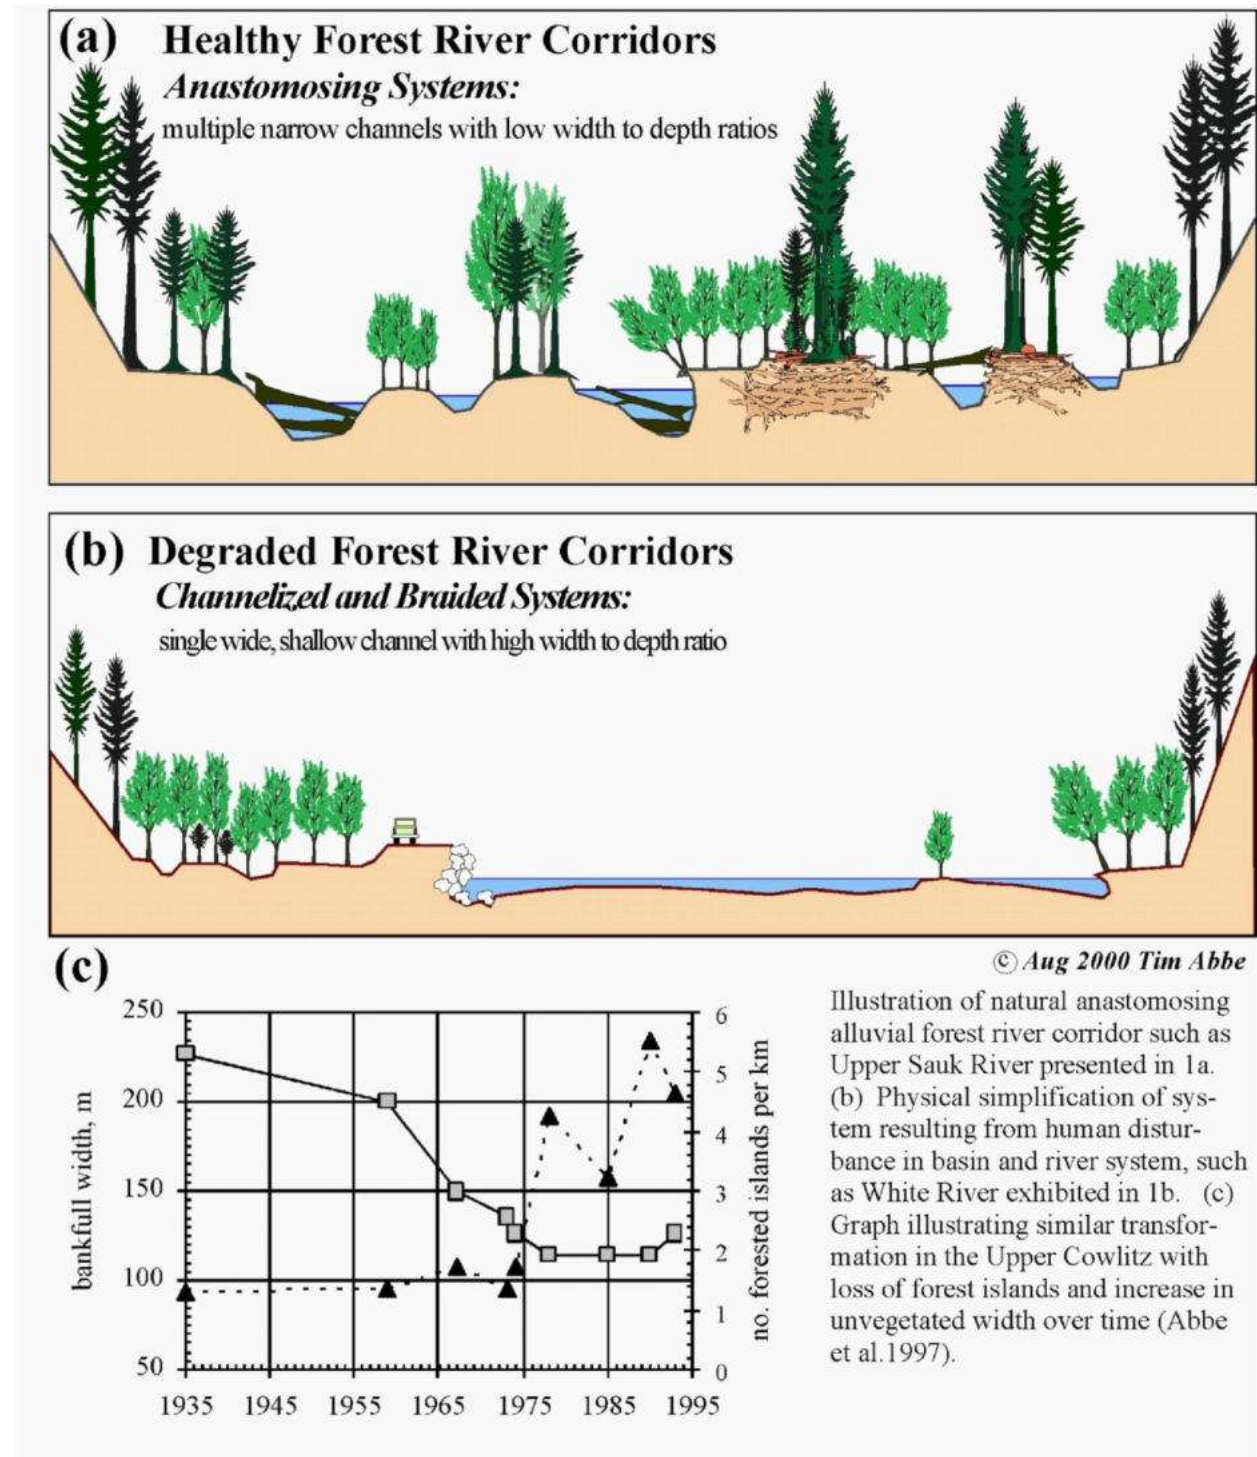 (a) Healthy Forest River Corridors
Anastomosing Systems:
multiple narrow channels with low width to depth ratios
(b) Degraded Forest River Corridors
Channelized and Braided Systems:
single wide, shallow channel with high width to depth ratio
(c)
© Aug 2000 Tim Abbe
250
200
150
100
50
bankfull width, m
6
5
4
3
2
1
0
no. forested islands per km
1935 1945 1955 1965 1975 1985 1995
Illustration of natural anastomosing
alluvial forest river corridor such as
Upper Sauk River presented in 1a.
(b) Physical simplification of sys-
tem resulting from human distur-
bance in basin and river system, such
as White River exhibited in 1b. (c)
Graph illustrating similar transfor-
mation in the Upper Cowlitz with
loss of forest islands and increase in
unvegetated width over time (Abbe
et al.1997).